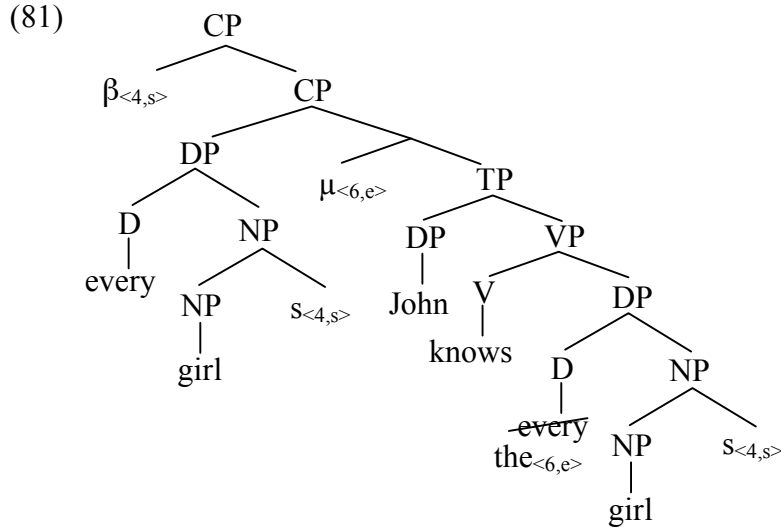 (81)
CP
β<4,s>
CP
DP
μ<6,e>
TP
D
NP
DP
VP
every
NP
s<4,s>
John
V
DP
girl
knows
D
NP
every
the<6,e>
NP
s<4,s>
girl